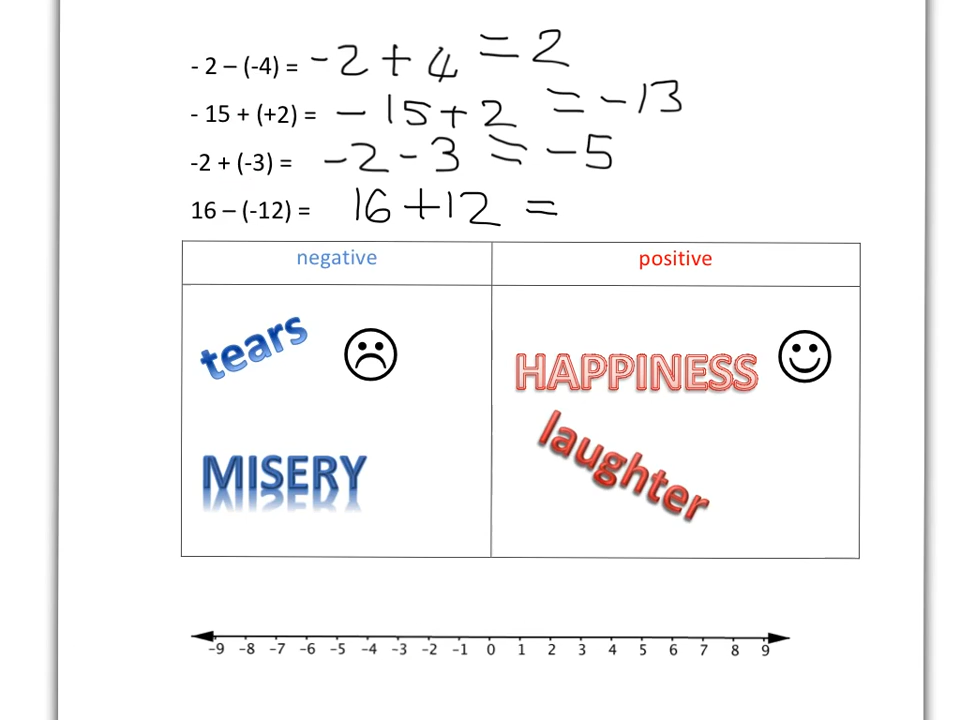 - 2 – (-4) = -2 + 4 = 2
- 15 + (+2) = - 15 + 2 = -13
-2 + (-3) = -2 - 3 = -5
16 – (-12) = 16 + 12 =
negative positive
tears HAPPINESS
laughter
MISERY
-9 -8 -7 -6 -5 -4 -3 -2 -1 0 1 2 3 4 5 6 7 8 9